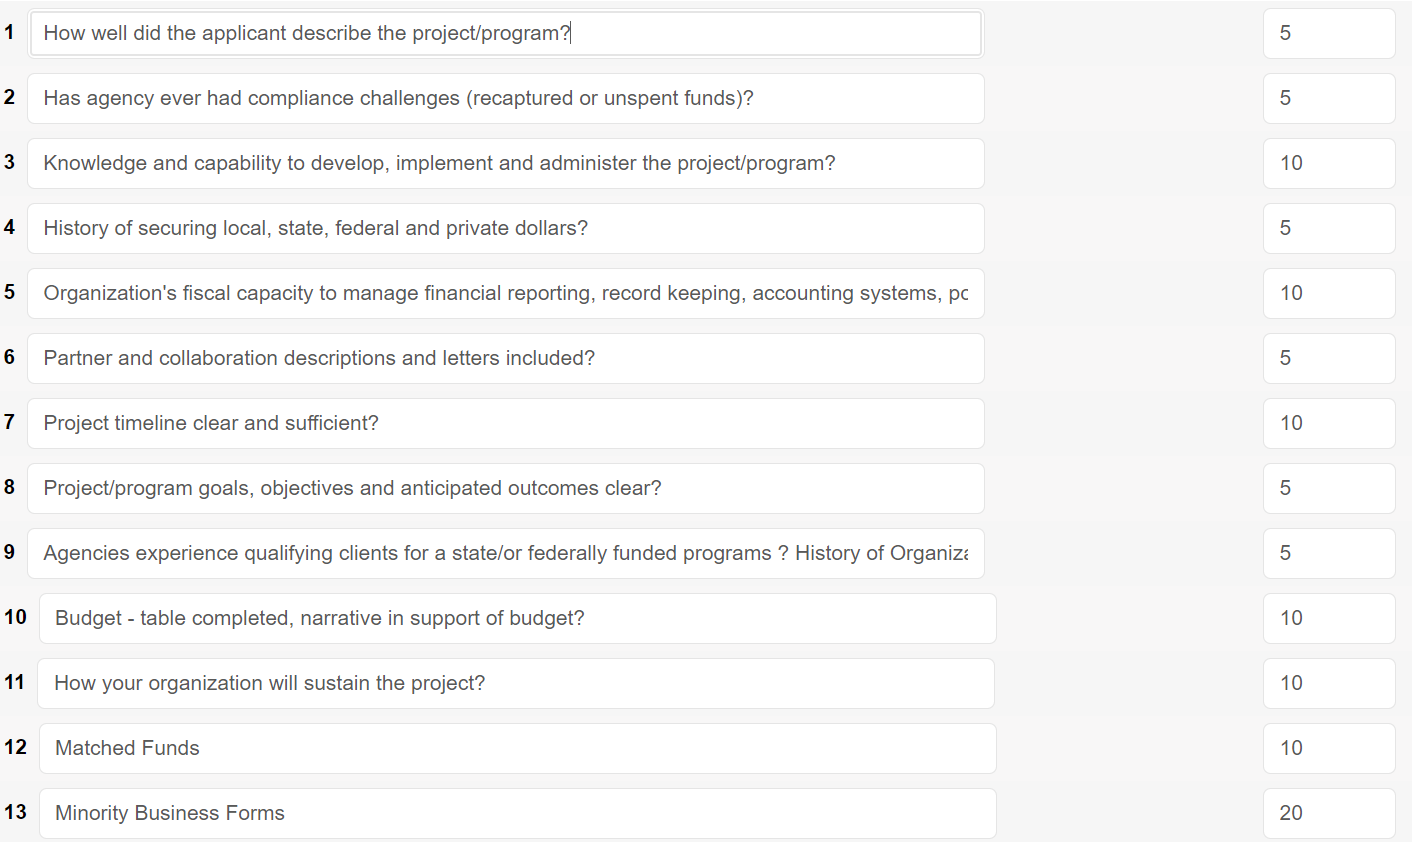 1 How well did the applicant describe the project/program? 5
2 Has agency ever had compliance challenges (recaptured or unspent funds)? 5
3 Knowledge and capability to develop, implement and administer the project/program? 10
4 History of securing local, state, federal and private dollars? 5
5 Organization's fiscal capacity to manage financial reporting, record keeping, accounting systems, 10
6 Partner and collaboration descriptions and letters included? 5
7 Project timeline clear and sufficient? 10
8 Project/program goals, objectives and anticipated outcomes clear? 5
9 Agencies experience qualifying clients for a state/or federally funded programs ? History of 5
10 Budget - table completed, narrative in support of budget? 10
11 How your organization will sustain the project? 10
12 Matched Funds 10
13 Minority Business Forms 20